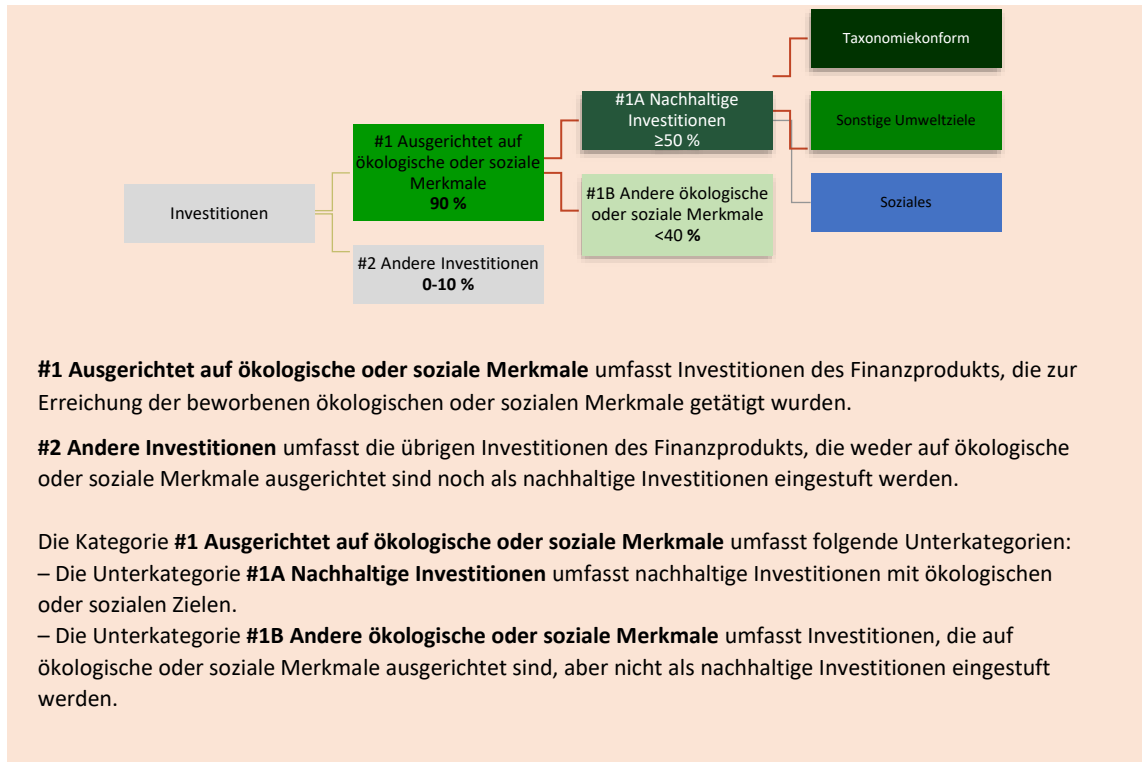 Taxonomiekonform
#1A Nachhaltige
Investitionen
≥50 %
Sonstige Umweltziele
#1 Ausgerichtet auf
ökologische oder soziale
Merkmale
90 %
#1B Andere ökologische
oder soziale Merkmale
<40 %
Soziales
Investitionen
#2 Andere Investitionen
0-10 %
#1 Ausgerichtet auf ökologische oder soziale Merkmale umfasst Investitionen des Finanzprodukts, die zur
Erreichung der beworbenen ökologischen oder sozialen Merkmale getätigt wurden.
#2 Andere Investitionen umfasst die übrigen Investitionen des Finanzprodukts, die weder auf ökologische
oder soziale Merkmale ausgerichtet sind noch als nachhaltige Investitionen eingestuft werden.
Die Kategorie #1 Ausgerichtet auf ökologische oder soziale Merkmale umfasst folgende Unterkategorien:
– Die Unterkategorie #1A Nachhaltige Investitionen umfasst nachhaltige Investitionen mit ökologischen
oder sozialen Zielen.
– Die Unterkategorie #1B Andere ökologische oder soziale Merkmale umfasst Investitionen, die auf
ökologische oder soziale Merkmale ausgerichtet sind, aber nicht als nachhaltige Investitionen eingestuft
werden.